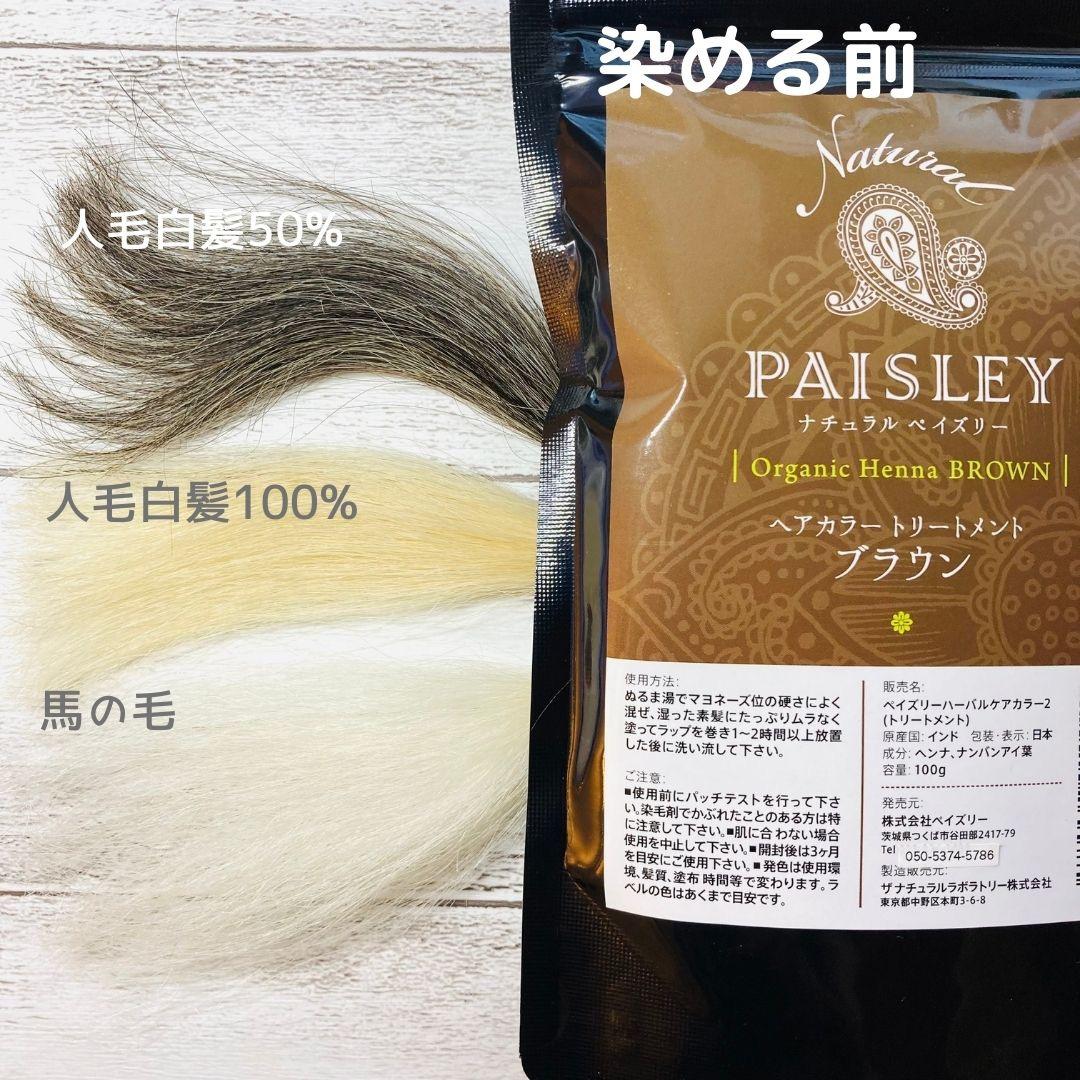 染める前
人毛白髪50%
人毛白髪100%
馬の毛
Natural
PAISLEY
ナチュラル ペイズリー
| Organic Henna BROWN |
ヘアカラー トリートメント
ブラウン
使用方法:
ぬるま湯でマヨネーズ位の硬さによく
混ぜ、湿った素髪にたっぷりムラなく
塗ってラップを巻き1~2時間以上放置
した後に洗い流して下さい。
ご注意:
■使用前にパッチテストを行って下さ
い。染毛剤でかぶれたことのある方は特
に注意して下さい。■肌に合 わない場合
使用を中止して下さい。■開封後は3ヶ月
を目安にご使用下さい。■発色は使用環
境、髪質、塗布 時間等で変わります。ラ
ベルの色はあくまで目安です。
販売名:
ペイズリーハーバルケアカラー2
(トリートメント)
原産国: インド 包装・表示: 日本
成分: ヘンナ、ナンバンアイ葉
容量: 100g
発売元:
株式会社ペイズリー
茨城県つくば市谷田部2417-79
Tel 050-5374-5786
製造販売元:
ザ ナチュラルラボラトリー株式会社
東京都中野区本町3-6-8